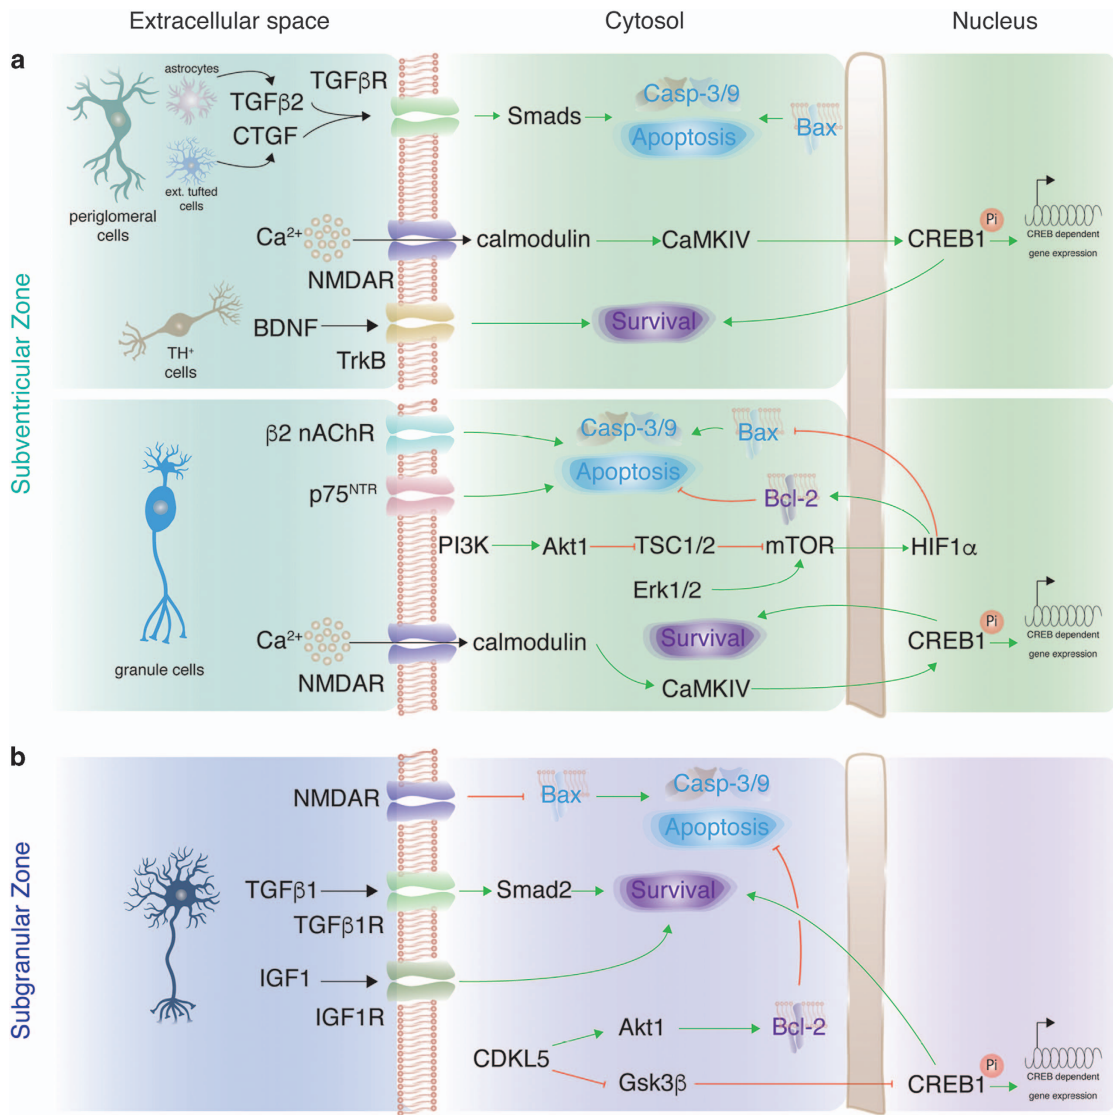 Extracellular space
Cytosol
Nucleus
a
Subventricular Zone
astrocytes
TGFβ2
CTGF
TGFβR
ext. tufted
cells
periglomeral
cells
Smads
Casp-3/9
Apoptosis
Bax
Ca2+
NMDAR
calmodulin
CaMKIV
CREB1
Pi
CREB dependent
gene expression
TH+
cells
BDNF
TrkB
Survival
β2 nAChR
p75NTR
Casp-3/9
Apoptosis
Bax
Bcl-2
PI3K
Akt1
TSC1/2
mTOR
HIF1α
Erk1/2
granule cells
Ca2+
NMDAR
calmodulin
Survival
CaMKIV
CREB1
Pi
CREB dependent
gene expression
b
Subgranular Zone
NMDAR
Bax
Casp-3/9
Apoptosis
TGFβ1
TGFβ1R
Smad2
Survival
IGF1
IGF1R
CDKL5
Akt1
Bcl-2
Gsk3β
CREB1
Pi
CREB dependent
gene expression